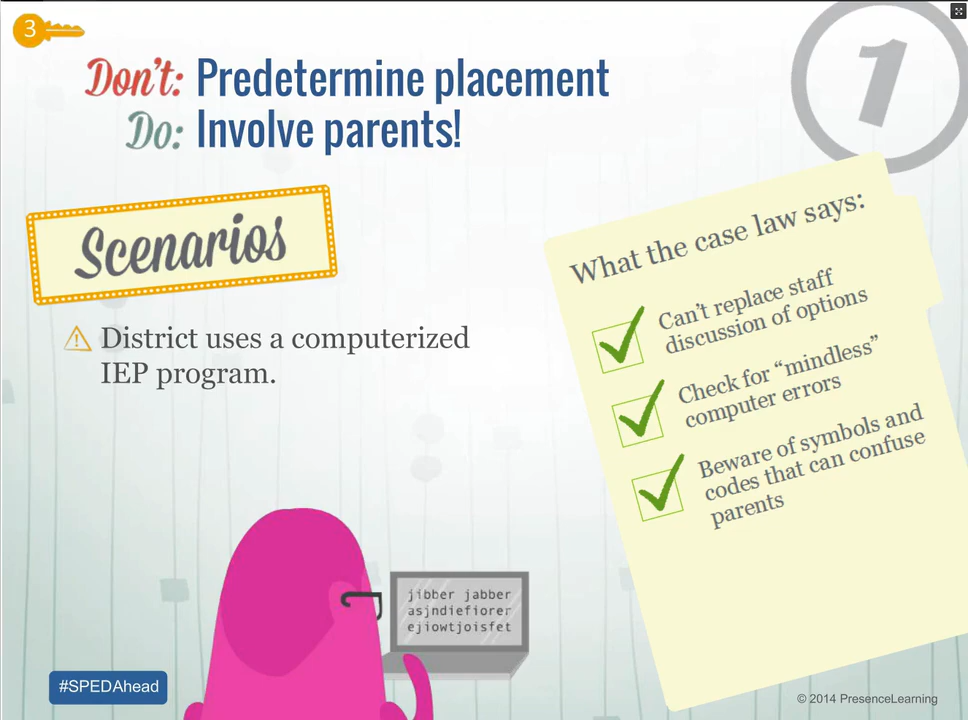 3
1
Don't: Predetermine placement
Do: Involve parents!
Scenarios
District uses a computerized
IEP program.
What the case law says:
Can't replace staff
discussion of options
Check for “mindless”
computer errors
Beware of symbols and
codes that can confuse
parents
jibber jabber
asjndiefiorer
ejiowtjoisfet
#SPEDAhead
© 2014 PresenceLearning